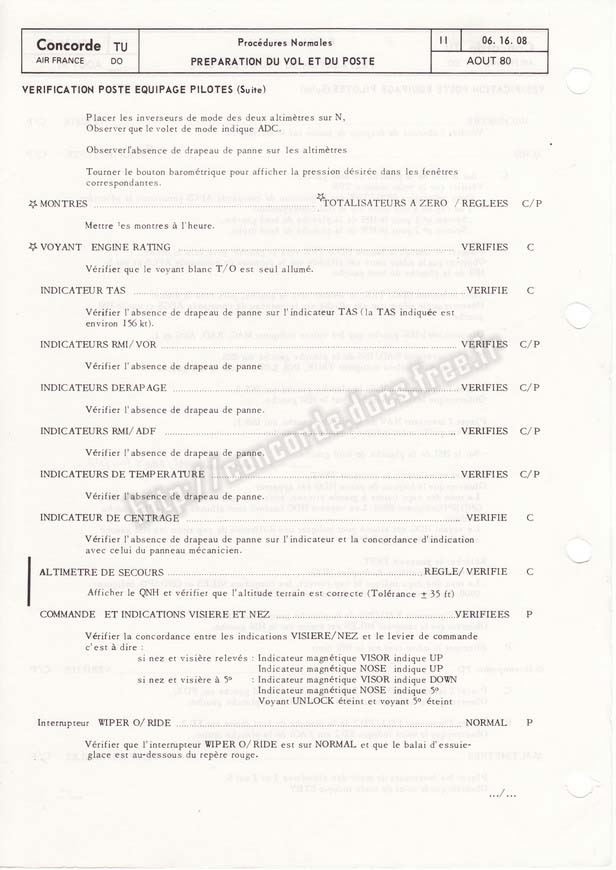 Concorde TU
AIR FRANCE DO
Procédures Normales
PREPARATION DU VOL ET DU POSTE
11 06. 16. 08
AOUT 80
VERIFICATION POSTE EQUIPAGE PILOTES (Suite)
Placer les inverseurs de mode des deux altimètres sur N,
Observer que le volet de mode indique ADC.
Observer l'absence de drapeau de panne sur les altimètres
Tourner le bouton barométrique pour afficher la pression désirée dans les fenêtres
correspondantes.
☆ MONTRES ........ ☆TOTALISATEURS A ZERO / REGLEES C/P
Mettre les montres à l'heure.
☆ VOYANT ENGINE RATING ........ VERIFIES C
Vérifier que le voyant blanc T/O est seul allumé.
INDICATEUR TAS ........ VERIFIE C
Vérifier l'absence de drapeau de panne sur l'indicateur TAS (la TAS indiquée est
environ 156 kt).
INDICATEURS RMI/VOR ........ VERIFIES C/P
Vérifier l'absence de drapeau de panne
INDICATEURS DERAPAGE ........ VERIFIES C/P
Vérifier l'absence de drapeau de panne.
INDICATEURS RMI/ADF ........ VERIFIES C/P
Vérifier l'absence de drapeau de panne.
INDICATEURS DE TEMPERATURE ........ VERIFIES C/P
Vérifier l'absence de drapeau de panne.
INDICATEUR DE CENTRAGE ........ VERIFIE C
Vérifier l'absence de drapeau de panne sur l'indicateur et la concordance d'indication
avec celui du panneau mécanicien.
ALTIMETRE DE SECOURS ........ REGLE/ VERIFIE C
Afficher le QNH et vérifier que l'altitude terrain est correcte (Tolérance ± 35 ft)
COMMANDE ET INDICATIONS VISIERE ET NEZ ........ VERIFIEES P
Vérifier la concordance entre les indications VISIERE/NEZ et le levier de commande
c'est à dire :
si nez et visière relevés : Indicateur magnétique VISOR indique UP
Indicateur magnétique NOSE indique UP
si nez et visière à 5° : Indicateur magnétique VISOR indique DOWN
Indicateur magnétique NOSE indique 5°
Voyant UNLOCK éteint et voyant 5° éteint
Interrupteur WIPER O/ RIDE ........ NORMAL P
Vérifier que l'interrupteur WIPER O/ RIDE est sur NORMAL et que le balai d'essuie-
glace est au-dessous du repère rouge.
.../...
http://concorde.docs.free.fr